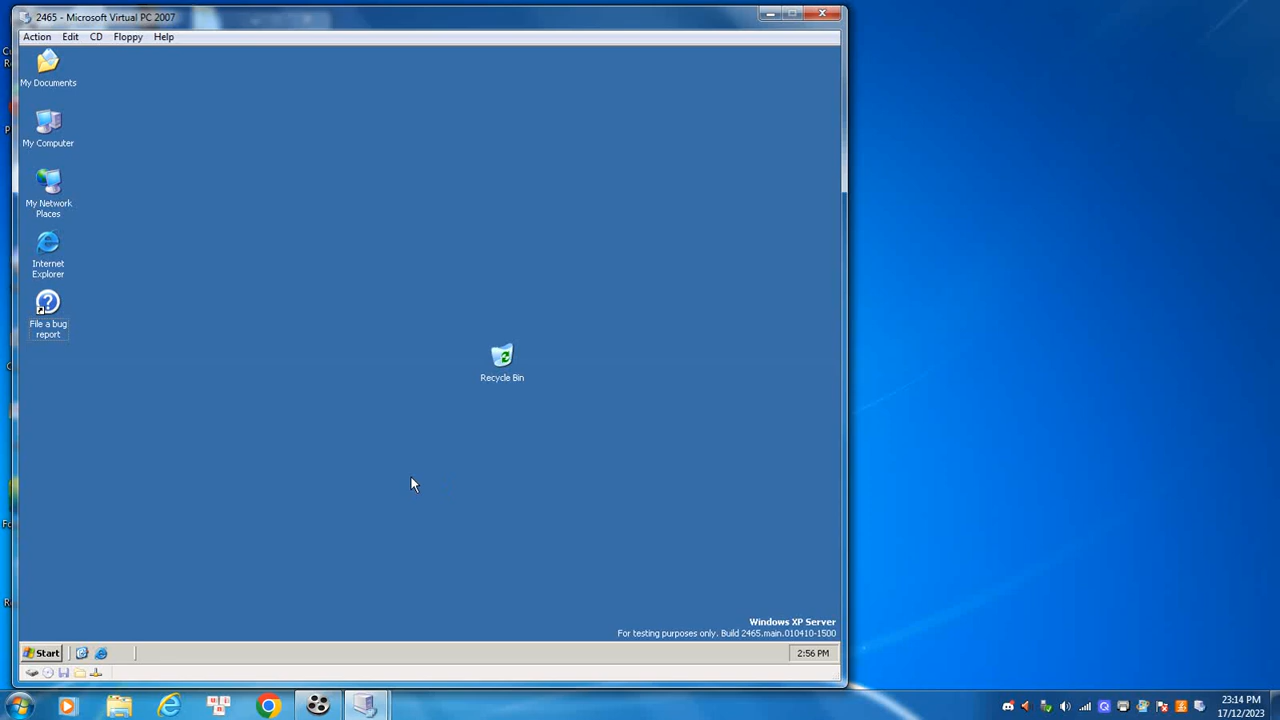 2465 - Microsoft Virtual PC 2007
Action Edit CD Floppy Help
My Documents
My Computer
My Network
Places
Internet
Explorer
File a bug
report
Recycle Bin
Windows XP Server
For testing purposes only. Build 2465.main.010410-1500
Start
2:56 PM
23:14 PM
17/12/2023